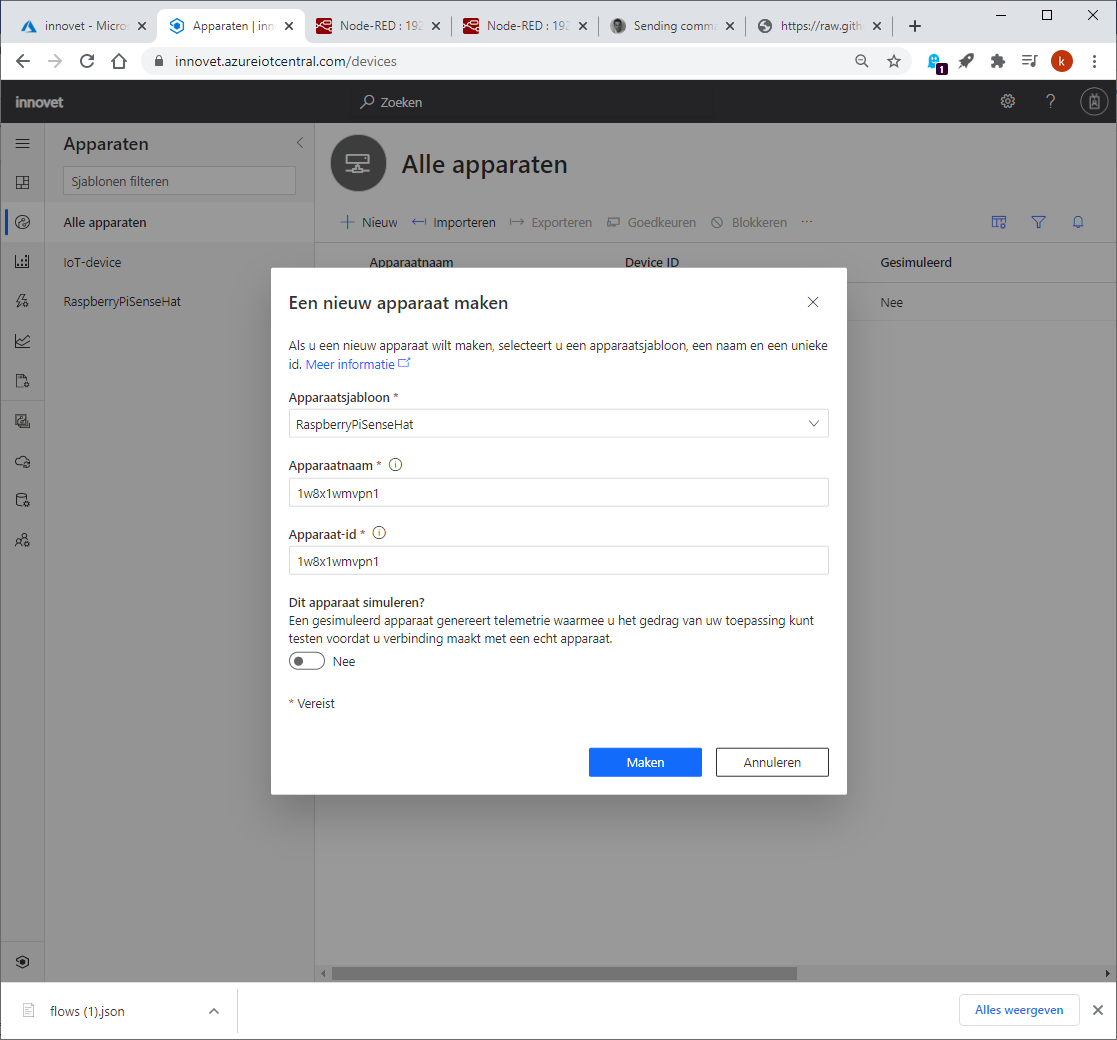 innovet - Micro
Apparaten | inn
Node-RED : 192
Node-RED : 192
Sending comma
https://raw.gith
innovet.azureiotcentral.com/devices
1
k
innovet
Zoeken
?
Apparaten
Sjablonen filteren
Alle apparaten
IoT-device
RaspberryPiSenseHat
Alle apparaten
Nieuw
Importeren
Exporteren
Goedkeuren
Blokkeren
...
Apparaatnaam
Device ID
Gesimuleerd
Nee
Een nieuw apparaat maken
Als u een nieuw apparaat wilt maken, selecteert u een apparaatsjabloon, een naam en een unieke
id. Meer informatie
Apparaatsjabloon *
RaspberryPiSenseHat
Apparaatnaam *
1w8x1wmvpn1
Apparaat-id *
1w8x1wmvpn1
Dit apparaat simuleren?
Een gesimuleerd apparaat genereert telemetrie waarmee u het gedrag van uw toepassing kunt
testen voordat u verbinding maakt met een echt apparaat.
Nee
* Vereist
Maken
Annuleren
flows (1).json
Alles weergeven